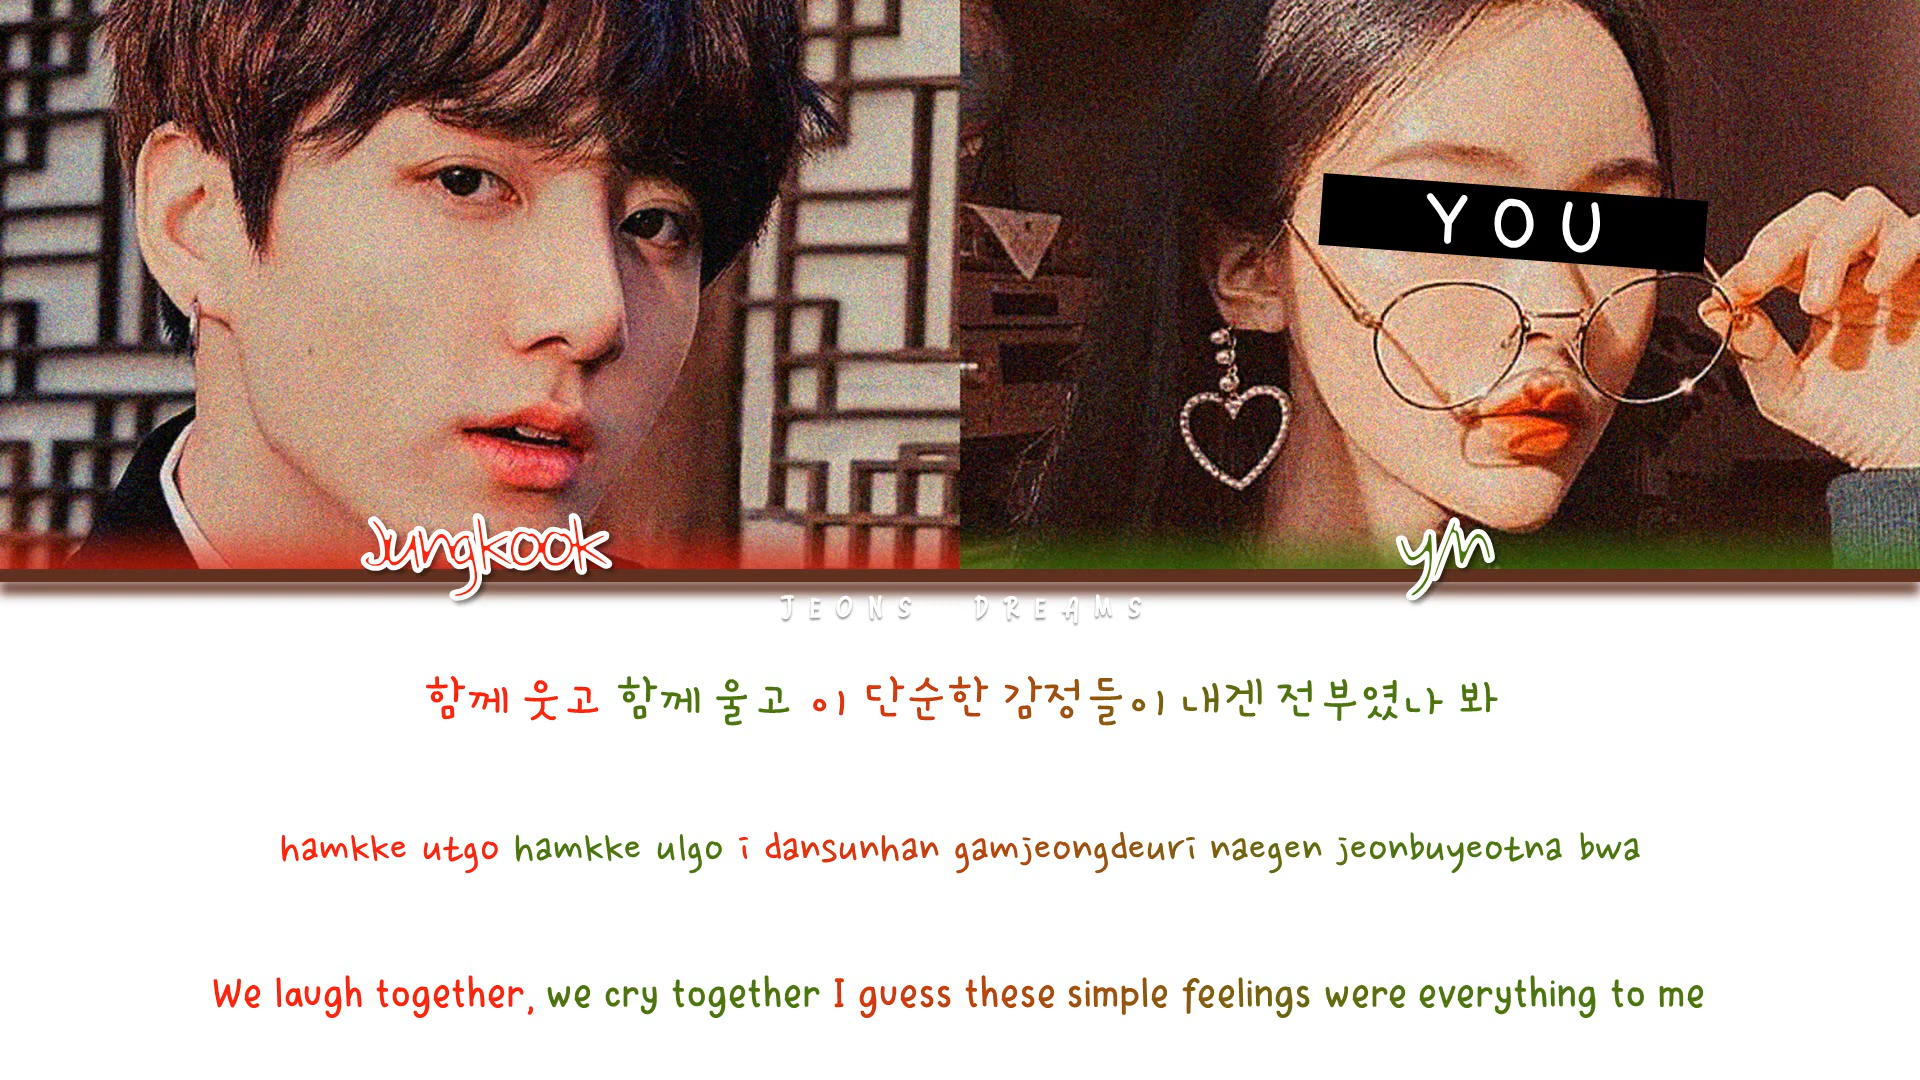 YOU
Jungkook
y/n
JEONS DREAMS
함께 웃고 함께 울고 이 단순한 감정들이 내겐 전부였나 봐
hamkke utgo hamkke ulgo i dansunhan gamjeongdeuri naegen jeonbuyeotna bwa
We laugh together, we cry together I guess these simple feelings were everything to me